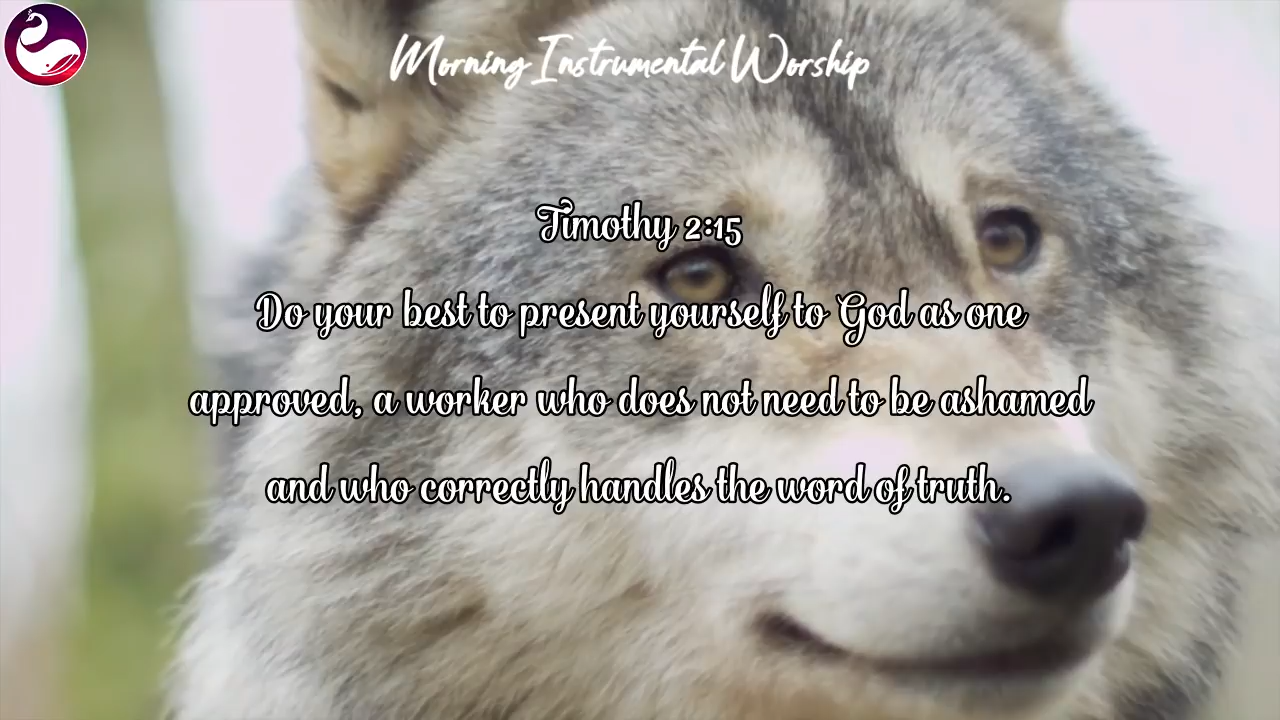 Morning Instrumental Worship
Timothy 2:15
Do your best to present yourself to God as one
approved, a worker who does not need to be ashamed
and who correctly handles the word of truth.